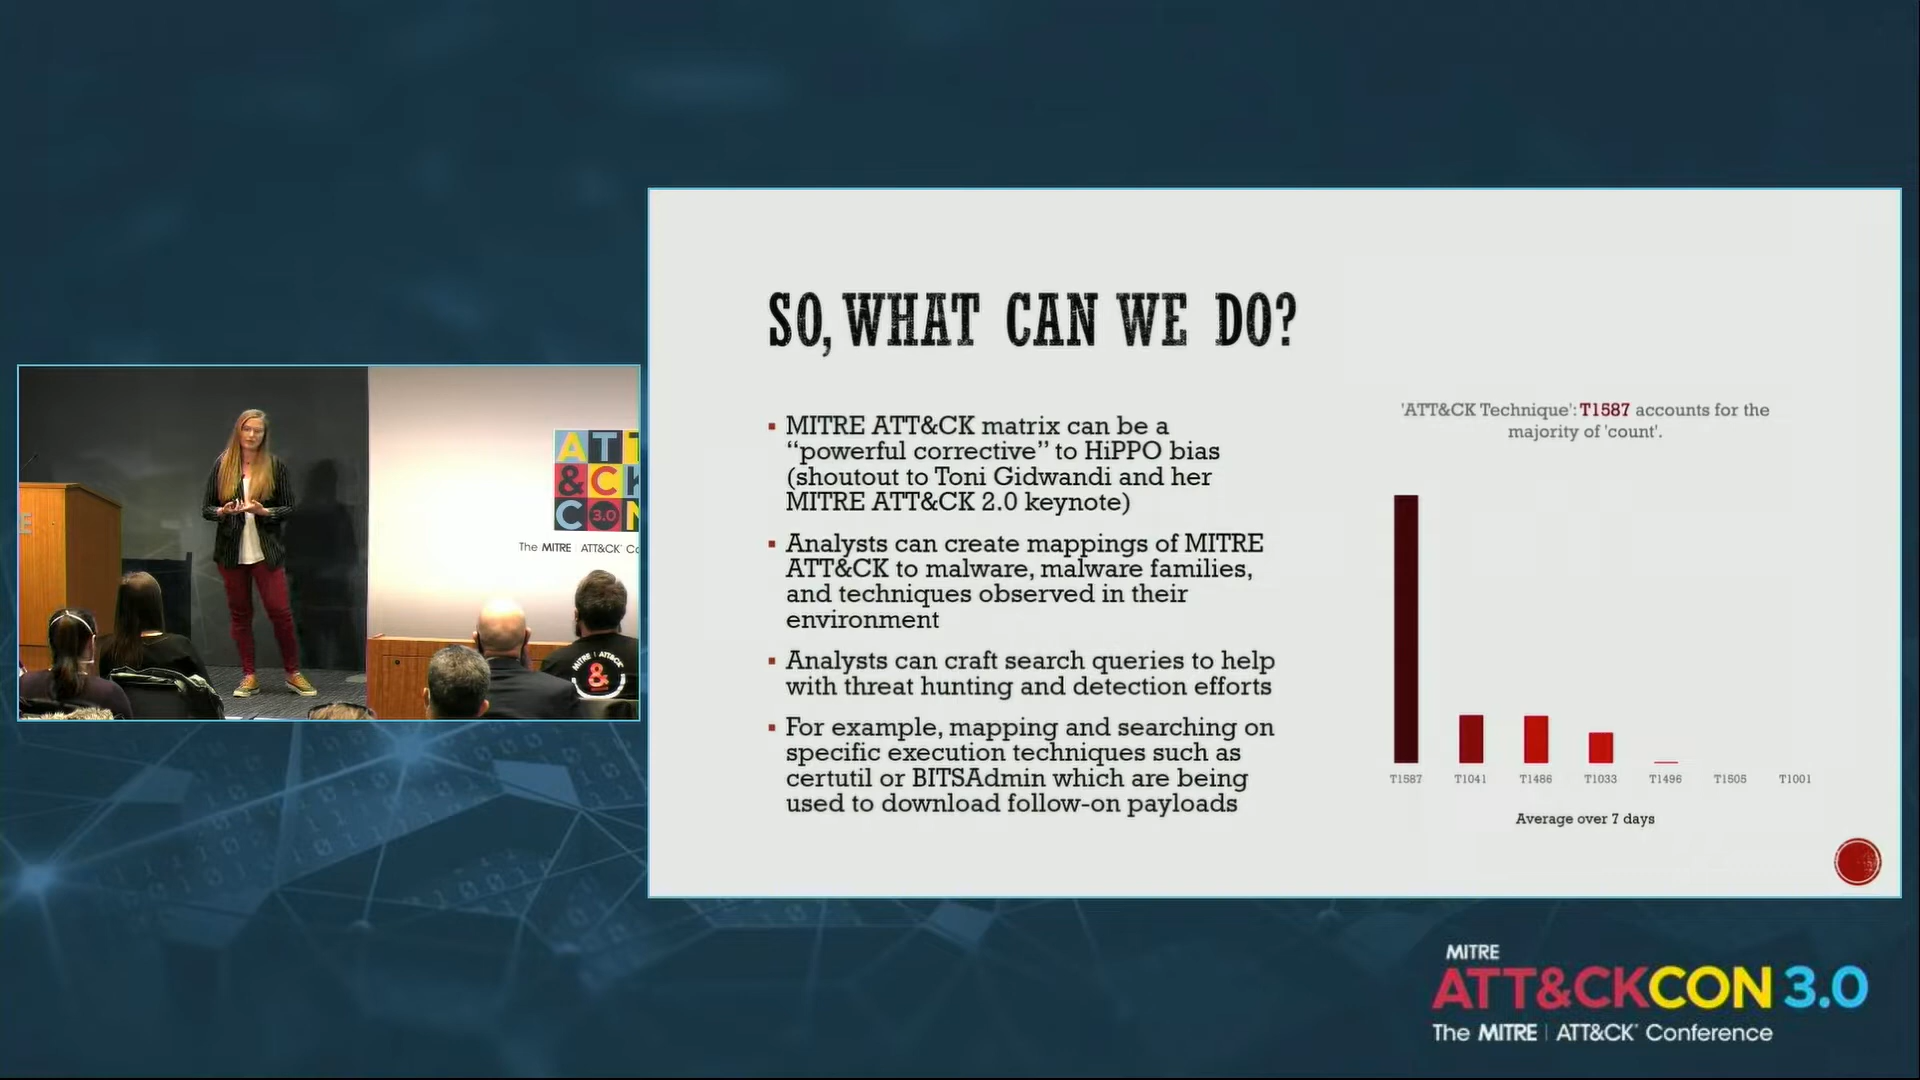 SO, WHAT CAN WE DO?
▪ MITRE ATT&CK matrix can be a
“powerful corrective” to HiPPO bias
(shoutout to Toni Gidwandi and her
MITRE ATT&CK 2.0 keynote)
▪ Analysts can create mappings of MITRE
ATT&CK to malware, malware families,
and techniques observed in their
environment
▪ Analysts can craft search queries to help
with threat hunting and detection efforts
▪ For example, mapping and searching on
specific execution techniques such as
certutil or BITSAdmin which are being
used to download follow-on payloads
'ATT&CK Technique': T1587 accounts for the
majority of 'count'.
T1587 T1041 T1486 T1033 T1496 T1505 T1001
Average over 7 days
E
ATT
&CK
CON
3.0
The MITRE | ATT&CK® Co
MITRE | ATT&CK®
&
MITRE
ATT&CKCON 3.0
The MITRE | ATT&CK® Conference